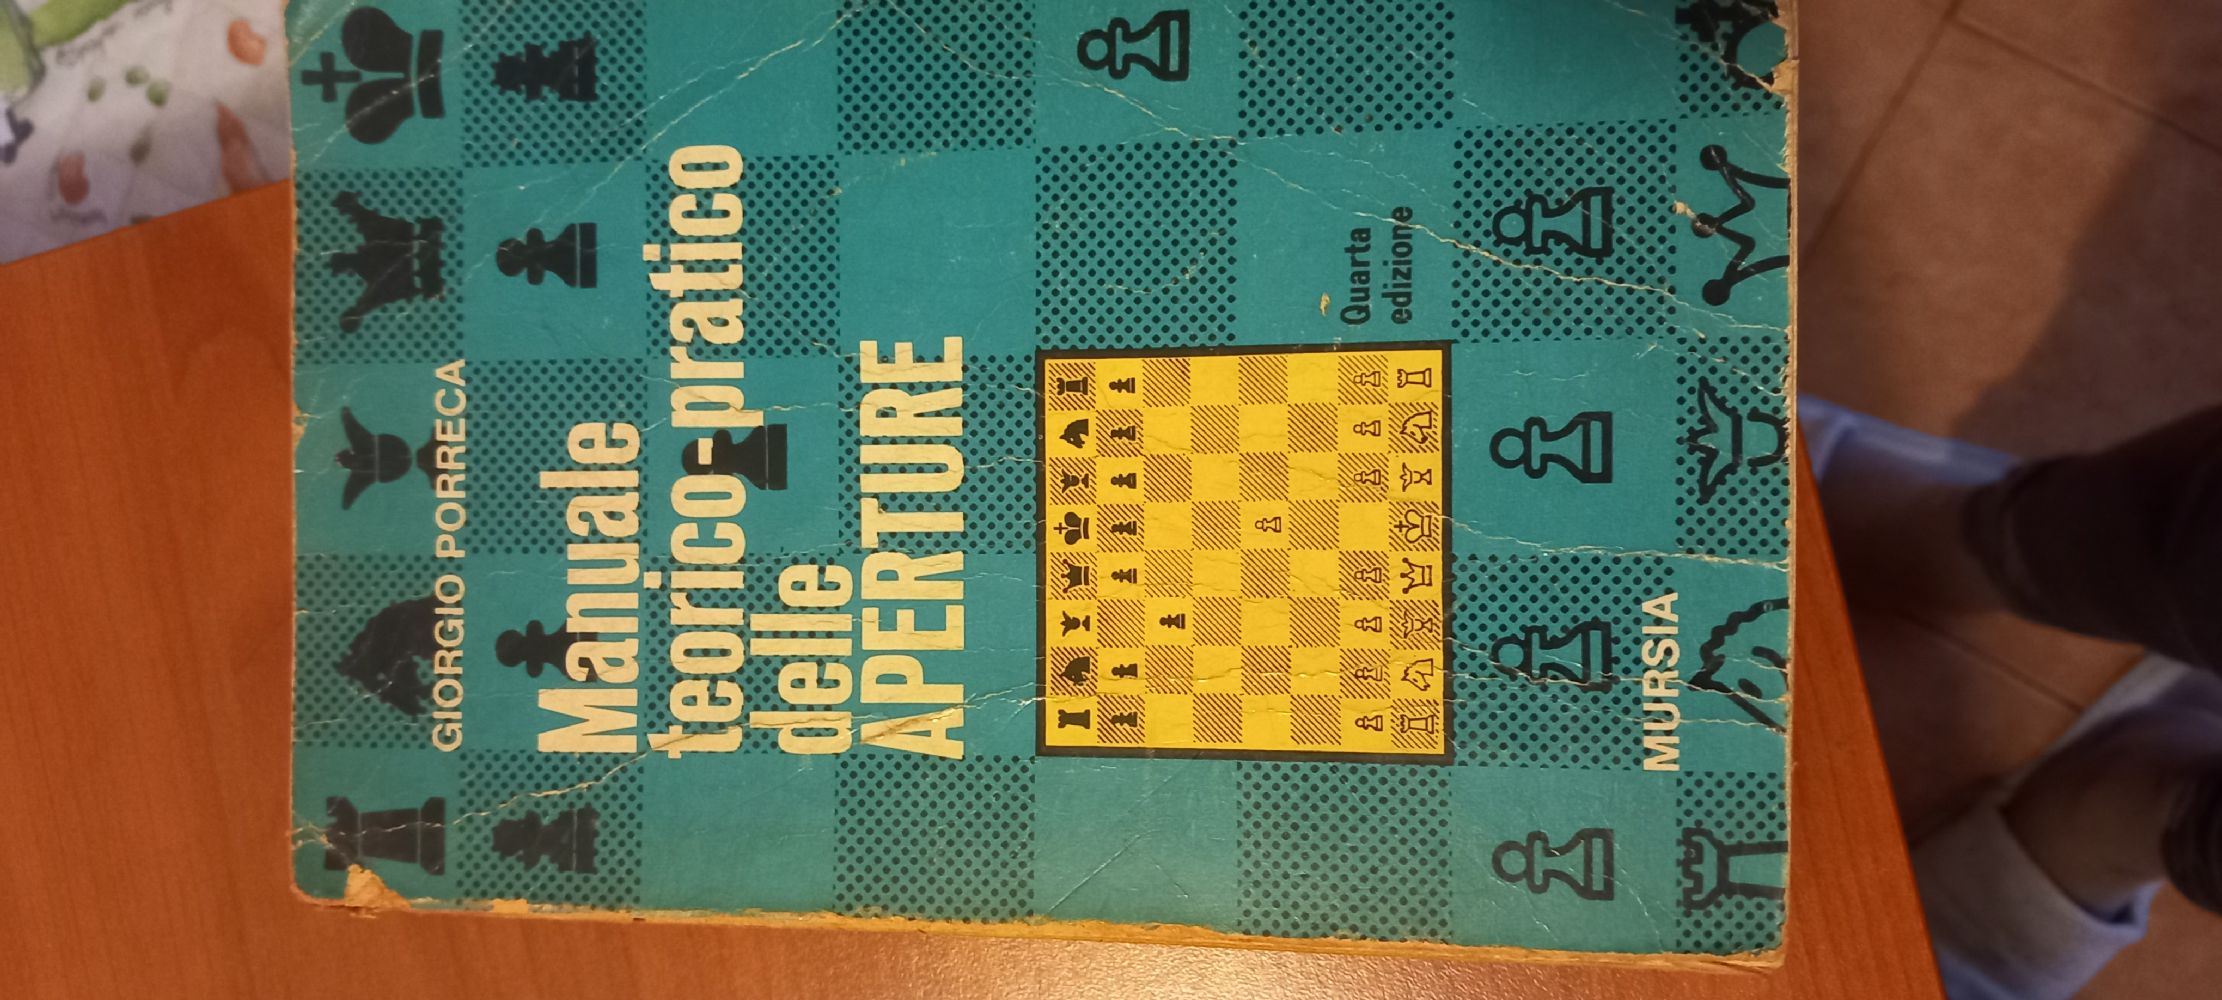 GIORGIO PORRECA
Manuale
teorico-pratico
delle
APERTURE
Quarta
edizione
MURSIA